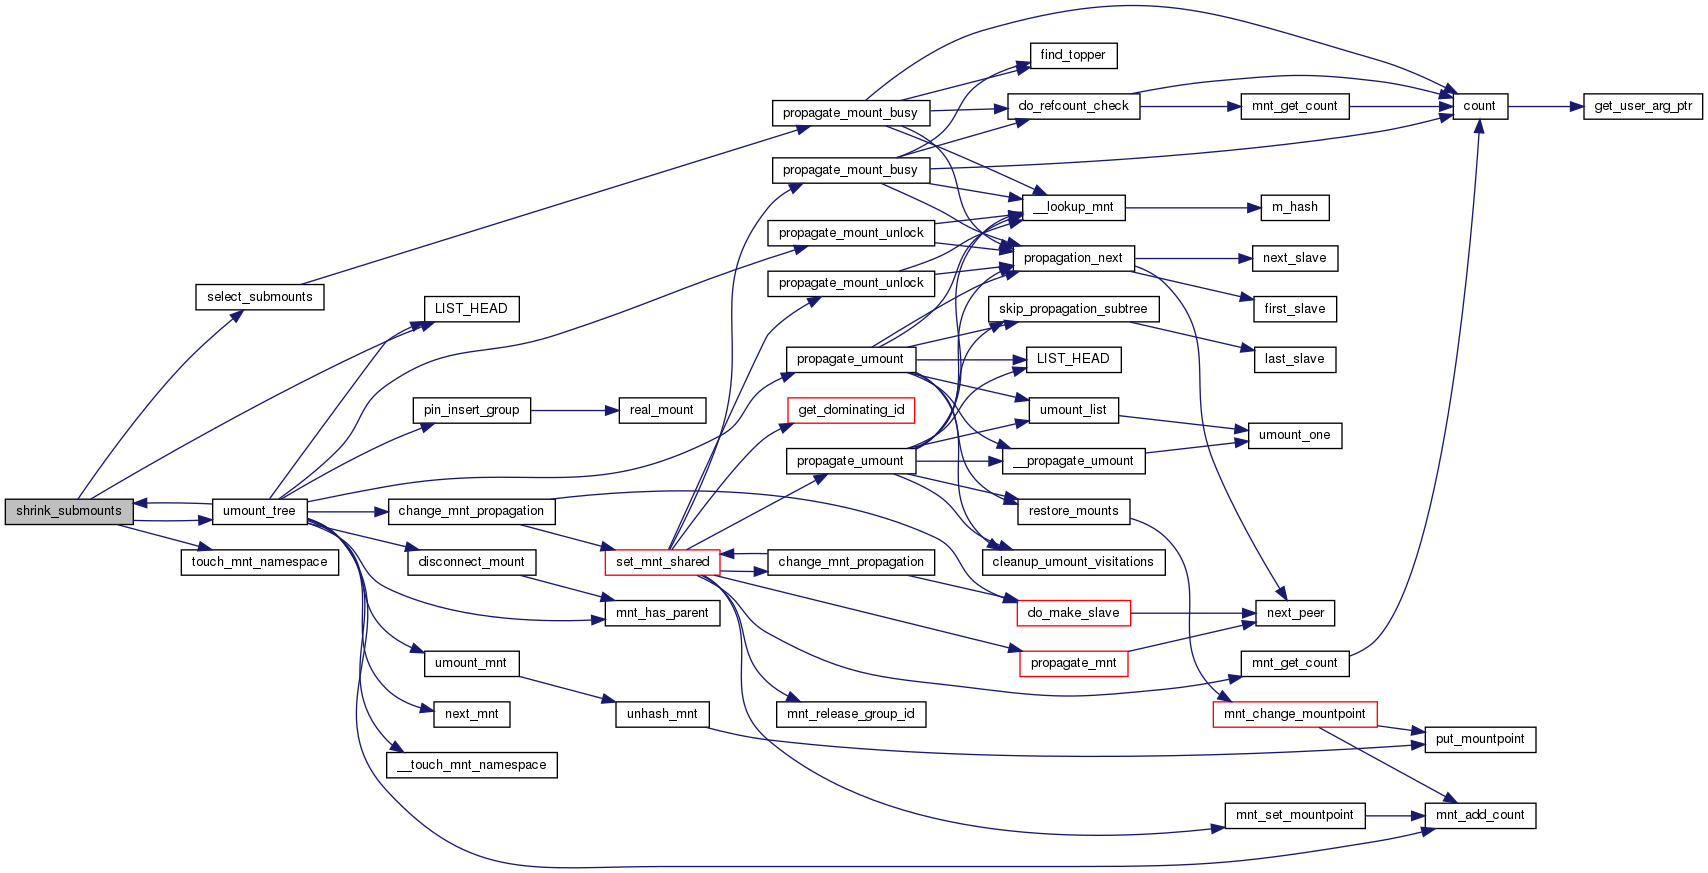 find_topper
propagate_mount_busy
do_refcount_check
mnt_get_count
count
get_user_arg_ptr
propagate_mount_busy
__lookup_mnt
m_hash
propagate_mount_unlock
propagation_next
next_slave
propagate_mount_unlock
select_submounts
LIST_HEAD
skip_propagation_subtree
first_slave
propagate_umount
LIST_HEAD
last_slave
pin_insert_group
real_mount
get_dominating_id
umount_list
umount_one
propagate_umount
__propagate_umount
shrink_submounts
umount_tree
change_mnt_propagation
restore_mounts
touch_mnt_namespace
disconnect_mount
set_mnt_shared
change_mnt_propagation
cleanup_umount_visitations
mnt_has_parent
do_make_slave
next_peer
umount_mnt
propagate_mnt
mnt_get_count
next_mnt
unhash_mnt
mnt_release_group_id
mnt_change_mountpoint
put_mountpoint
__touch_mnt_namespace
mnt_set_mountpoint
mnt_add_count